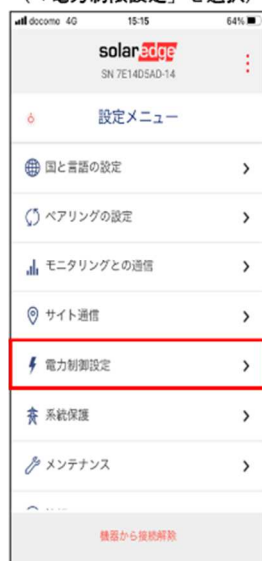 docomo 4G 15:15 64%
solaredge
SN 7E14D5AD-14
設定メニュー
国と言語の設定
ペアリングの設定
モニタリングとの通信
サイト通信
電力制御設定
系統保護
メンテナンス
機器から接続解除